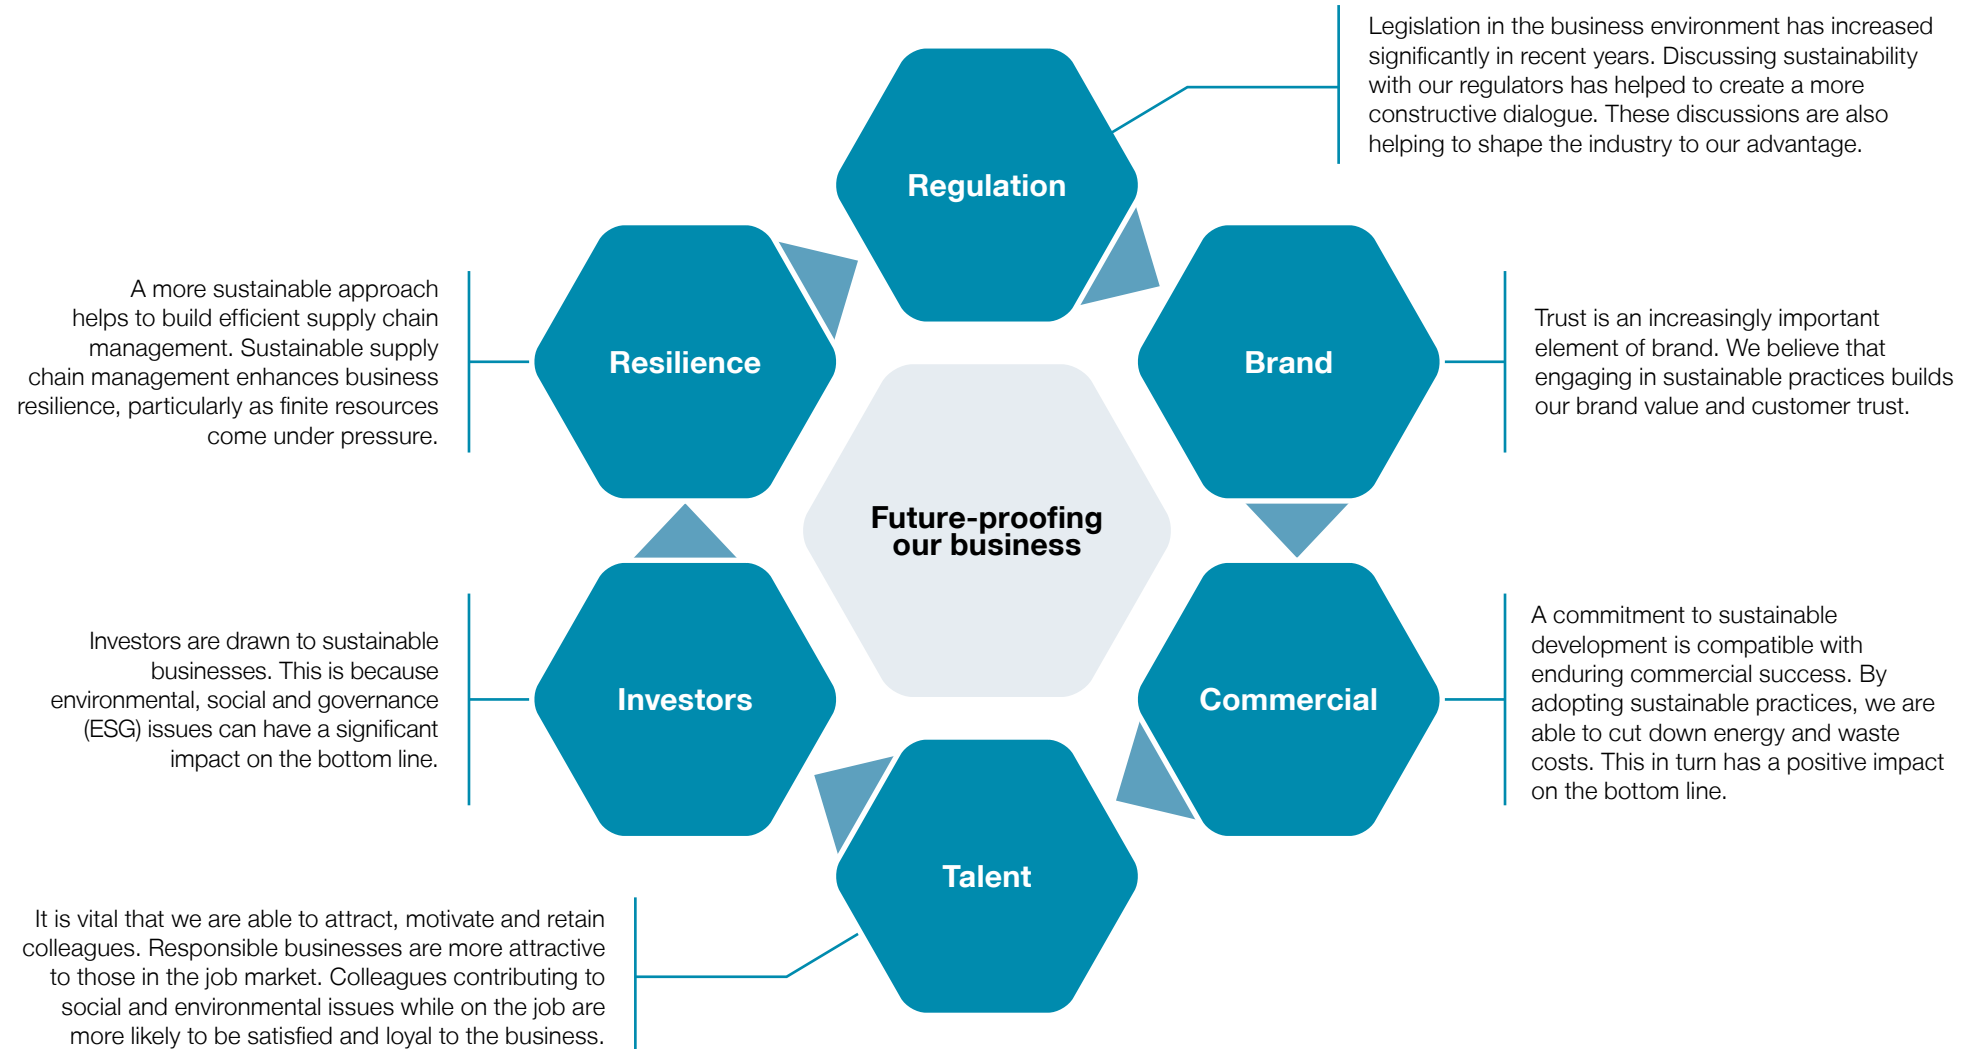 Legislation in the business environment has increased
significantly in recent years. Discussing sustainability
with our regulators has helped to create a more
constructive dialogue. These discussions are also
helping to shape the industry to our advantage.
Regulation
A more sustainable approach
helps to build efficient supply chain
management. Sustainable supply
chain management enhances business
resilience, particularly as finite resources
come under pressure.
Resilience
Brand
Trust is an increasingly important
element of brand. We believe that
engaging in sustainable practices builds
our brand value and customer trust.
Future-proofing
our business
Investors are drawn to sustainable
businesses. This is because
environmental, social and governance
(ESG) issues can have a significant
impact on the bottom line.
Investors
Commercial
A commitment to sustainable
development is compatible with
enduring commercial success. By
adopting sustainable practices, we are
able to cut down energy and waste
costs. This in turn has a positive impact
on the bottom line.
Talent
It is vital that we are able to attract, motivate and retain
colleagues. Responsible businesses are more attractive
to those in the job market. Colleagues contributing to
social and environmental issues while on the job are
more likely to be satisfied and loyal to the business.